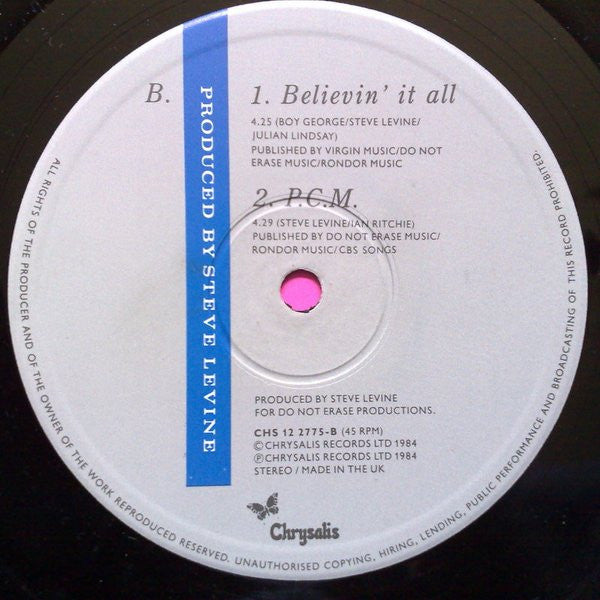 B.
PRODUCED BY STEVE LEVINE
1. Believin' it all
4.25 (BOY GEORGE/STEVE LEVINE/
JULIAN LINDSAY)
PUBLISHED BY VIRGIN MUSIC/DO NOT
ERASE MUSIC/RONDOR MUSIC
2. P.C.M.
4.29 (STEVE LEVINE/IAN RITCHIE)
PUBLISHED BY DO NOT ERASE MUSIC/
RONDOR MUSIC/CBS SONGS
PRODUCED BY STEVE LEVINE
FOR DO NOT ERASE PRODUCTIONS.
CHS 12 2775-B (45 RPM)
© CHRYSALIS RECORDS LTD 1984
℗ CHRYSALIS RECORDS LTD 1984
STEREO / MADE IN THE UK
Chrysalis
ALL RIGHTS OF THE PRODUCER AND OF THE OWNER OF THE WORK REPRODUCED RESERVED. UNAUTHORISED COPYING, HIRING, LENDING, PUBLIC PERFORMANCE AND BROADCASTING OF THIS RECORD PROHIBITED.